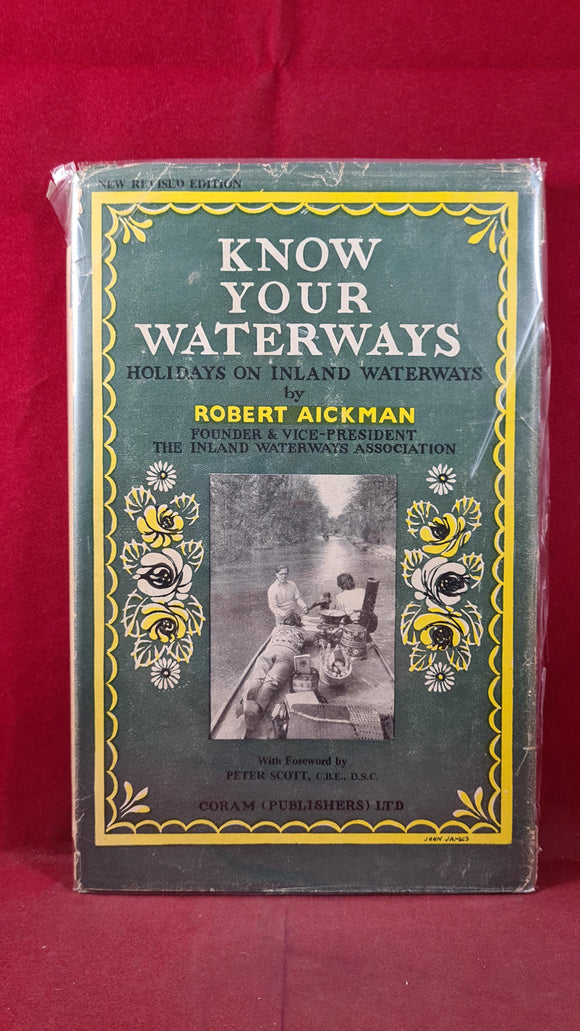 NEW REVISED EDITION
KNOW
YOUR
WATERWAYS
HOLIDAYS ON INLAND WATERWAYS
by
ROBERT AICKMAN
FOUNDER & VICE-PRESIDENT
THE INLAND WATERWAYS ASSOCIATION
With Foreword by
PETER SCOTT, C.B.E., D.S.C.
CORAM (PUBLISHERS) LTD
JOHN JAMES